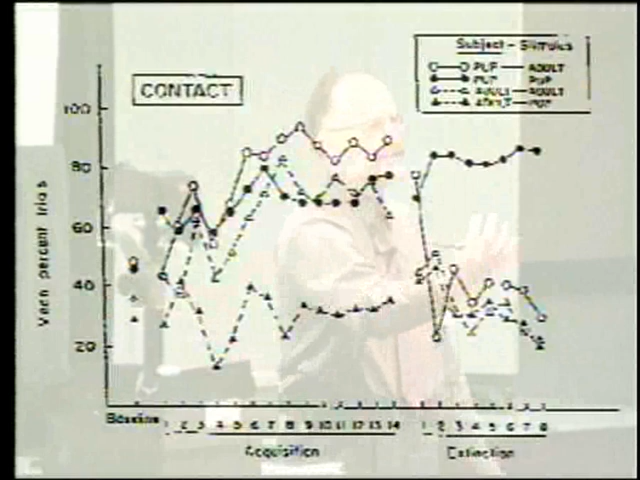 Subject - Stimulus
PUP — ADULT
PUP — PUP
ADULT — ADULT
ADULT — PUP
CONTACT
100
80
60
40
20
Mean percent trials
Baseline 1 2 3 4 5 6 7 8 9 10 11 12 13 14 1 2 3 4 5 6 7 8
Acquisition Extinction